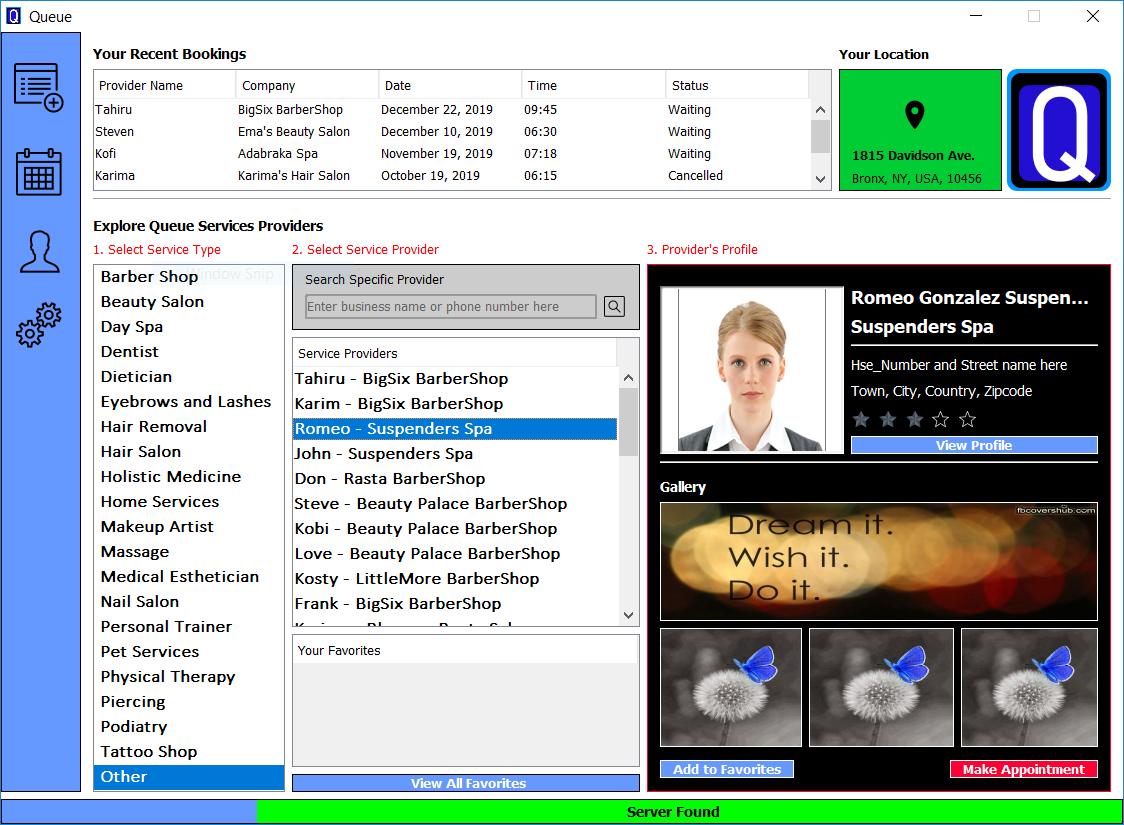 Queue
Your Recent Bookings
Your Location
Provider Name Company Date Time Status
Tahiru BigSix BarberShop December 22, 2019 09:45 Waiting
Steven Ema's Beauty Salon December 10, 2019 06:30 Waiting
Kofi Adabraka Spa November 19, 2019 07:18 Waiting
Karima Karima's Hair Salon October 19, 2019 06:15 Cancelled
1815 Davidson Ave.
Bronx, NY, USA, 10456
Q
Explore Queue Services Providers
1. Select Service Type
Window Snip
Barber Shop
Beauty Salon
Day Spa
Dentist
Dietician
Eyebrows and Lashes
Hair Removal
Hair Salon
Holistic Medicine
Home Services
Makeup Artist
Massage
Medical Esthetician
Nail Salon
Personal Trainer
Pet Services
Physical Therapy
Piercing
Podiatry
Tattoo Shop
Other
2. Select Service Provider
Search Specific Provider
Enter business name or phone number here
Service Providers
Tahiru - BigSix BarberShop
Karim - BigSix BarberShop
Romeo - Suspenders Spa
John - Suspenders Spa
Don - Rasta BarberShop
Steve - Beauty Palace BarberShop
Kobi - Beauty Palace BarberShop
Love - Beauty Palace BarberShop
Kosty - LittleMore BarberShop
Frank - BigSix BarberShop
Your Favorites
View All Favorites
3. Provider's Profile
Romeo Gonzalez Suspen...
Suspenders Spa
Hse_Number and Street name here
Town, City, Country, Zipcode
View Profile
Gallery
fbcovershub.com
Dream it.
Wish it.
Do it.
Add to Favorites
Make Appointment
Server Found